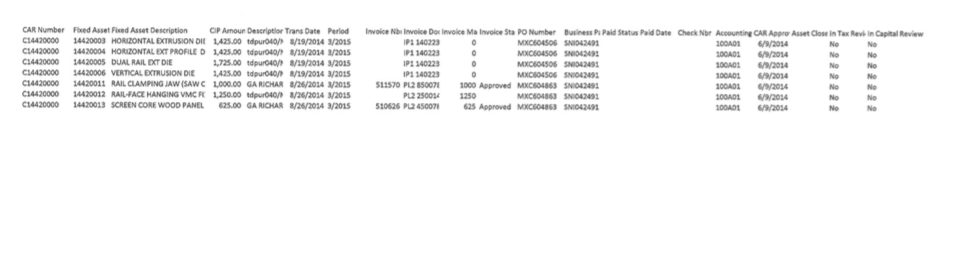 CAR Number Fixed Asset Fixed Asset Description CIP Amour Description Trans Date Period Invoice Nbr Invoice Doc Invoice Ma Invoice Sta PO Number Business Pa Paid Status Paid Date Check Nbr Accounting CAR Appro Asset Close In Tax Revi In Capital Review
C14420000 14420003 HORIZONTAL EXTRUSION DIE 1,425.00 tdpur040/ 8/19/2014 3/2015 IP1 140223 0 MXC604506 SNI042491 100A01 6/9/2014 No No
C14420000 14420004 HORIZONTAL EXT PROFILE D 1,425.00 tdpur040/ 8/19/2014 3/2015 IP1 140223 0 MXC604506 SNI042491 100A01 6/9/2014 No No
C14420000 14420005 DUAL RAIL EXT DIE 1,725.00 tdpur040/ 8/19/2014 3/2015 IP1 140223 0 MXC604506 SNI042491 100A01 6/9/2014 No No
C14420000 14420006 VERTICAL EXTRUSION DIE 1,425.00 tdpur040/ 8/19/2014 3/2015 IP1 140223 0 MXC604506 SNI042491 100A01 6/9/2014 No No
C14420000 14420011 RAIL CLAMPING JAW (SAW C 1,000.00 GA RICHAR 8/26/2014 3/2015 511570 PL2 1000 Approved MXC604863 SNI042491 100A01 6/9/2014 No No
C14420000 14420012 RAIL-FACE HANGING VMC 1,250.00 tdpur040/ 8/26/2014 3/2015 PL2 1250 MXC604863 SNI042491 100A01 6/9/2014 No No
C14420000 14420013 SCREEN CORE WOOD PANEL 625.00 GA RICHAR 8/26/2014 3/2015 510626 PL2 625 Approved MXC604863 SNI042491 100A01 6/9/2014 No No